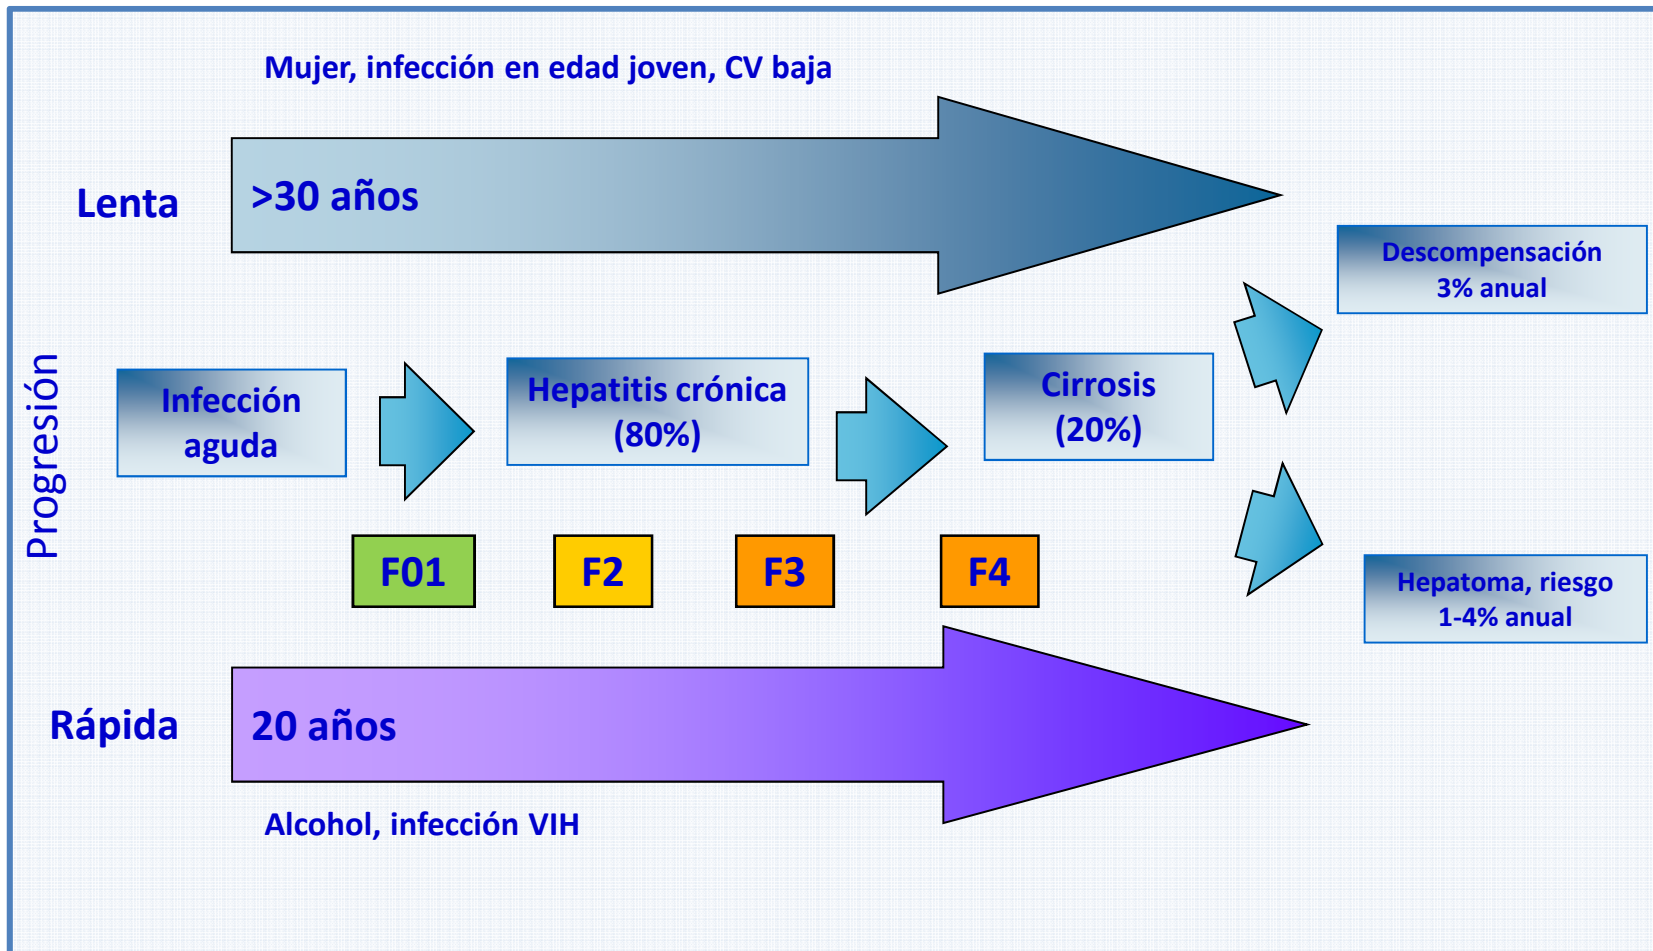 Mujer, infección en edad joven, CV baja
Lenta
>30 años
Descompensación
3% anual
Progresión
Infección
aguda
Hepatitis crónica
(80%)
Cirrosis
(20%)
F01
F2
F3
F4
Hepatoma, riesgo
1-4% anual
Rápida
20 años
Alcohol, infección VIH